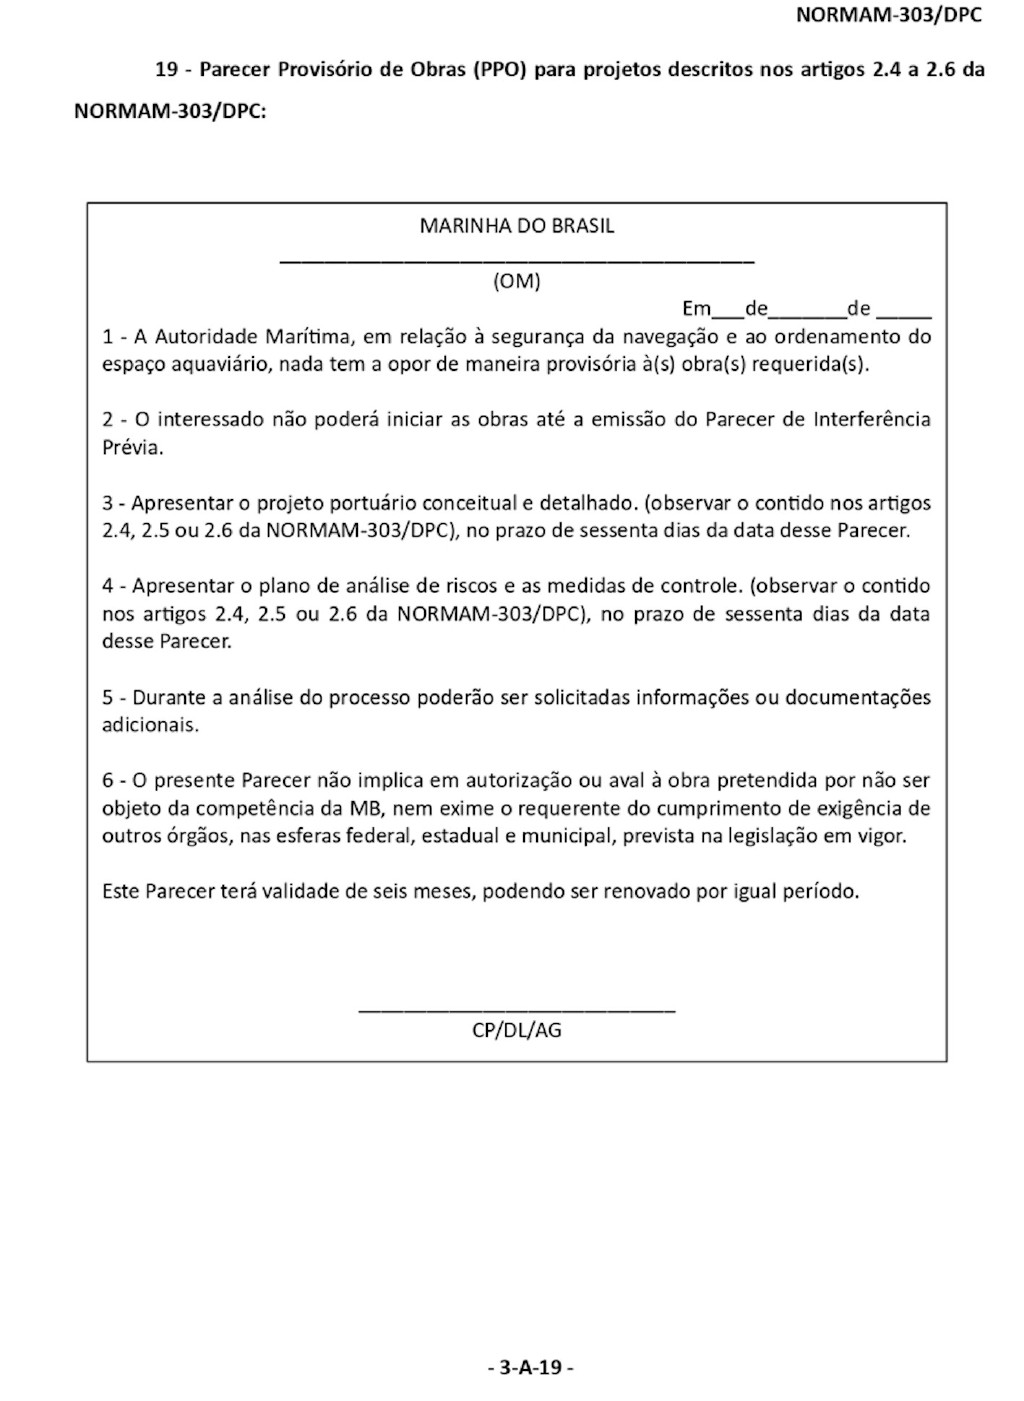 NORMAM-303/DPC
19 - Parecer Provisório de Obras (PPO) para projetos descritos nos artigos 2.4 a 2.6 da
NORMAM-303/DPC:
MARINHA DO BRASIL
(OM)
Em___de_______de _____
1 - A Autoridade Marítima, em relação à segurança da navegação e ao ordenamento do
espaço aquaviário, nada tem a opor de maneira provisória à(s) obra(s) requerida(s).
2 - O interessado não poderá iniciar as obras até a emissão do Parecer de Interferência
Prévia.
3 - Apresentar o projeto portuário conceitual e detalhado. (observar o contido nos artigos
2.4, 2.5 ou 2.6 da NORMAM-303/DPC), no prazo de sessenta dias da data desse Parecer.
4 - Apresentar o plano de análise de riscos e as medidas de controle. (observar o contido
nos artigos 2.4, 2.5 ou 2.6 da NORMAM-303/DPC), no prazo de sessenta dias da data
desse Parecer.
5 - Durante a análise do processo poderão ser solicitadas informações ou documentações
adicionais.
6 - O presente Parecer não implica em autorização ou aval à obra pretendida por não ser
objeto da competência da MB, nem exime o requerente do cumprimento de exigência de
outros órgãos, nas esferas federal, estadual e municipal, prevista na legislação em vigor.
Este Parecer terá validade de seis meses, podendo ser renovado por igual período.
CP/DL/AG
- 3-A-19 -